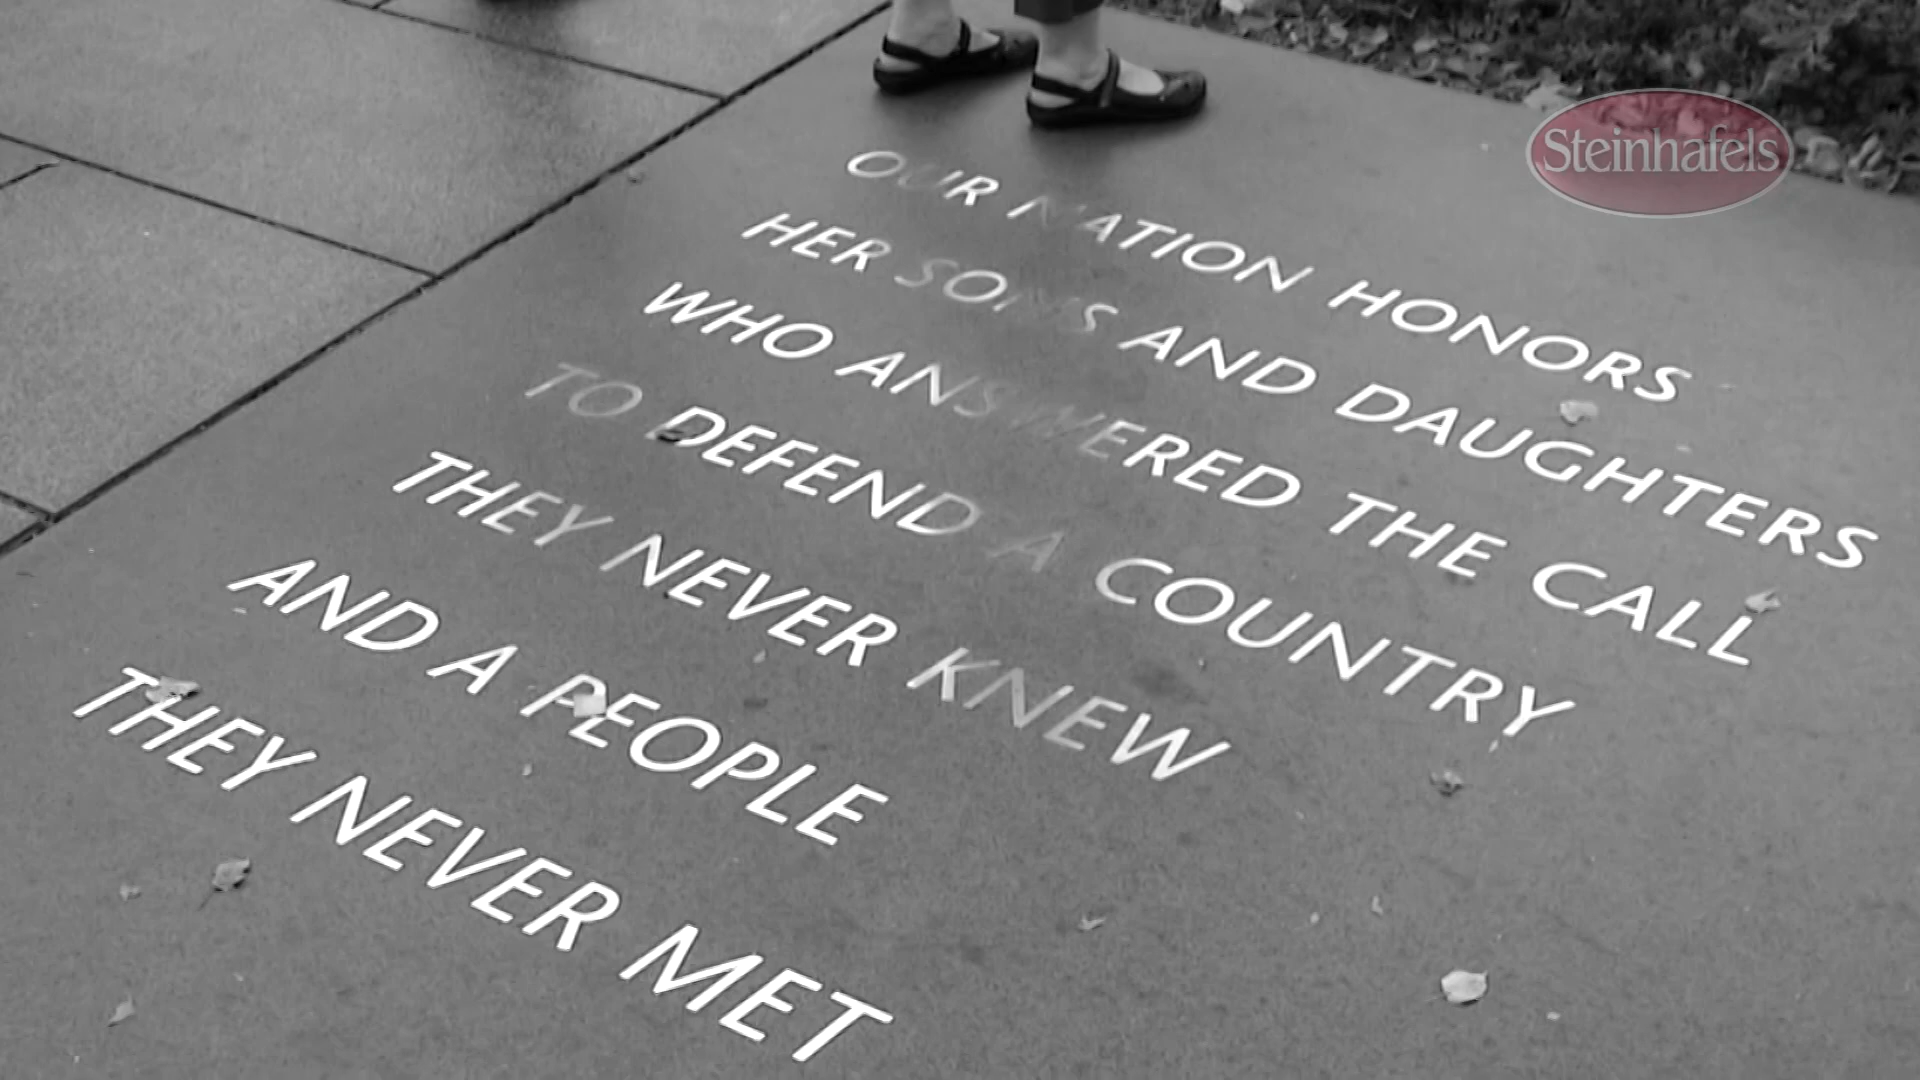 Steinhafels
OUR NATION HONORS
HER SONS AND DAUGHTERS
WHO ANSWERED THE CALL
TO DEFEND A COUNTRY
THEY NEVER KNEW
AND A PEOPLE
THEY NEVER MET